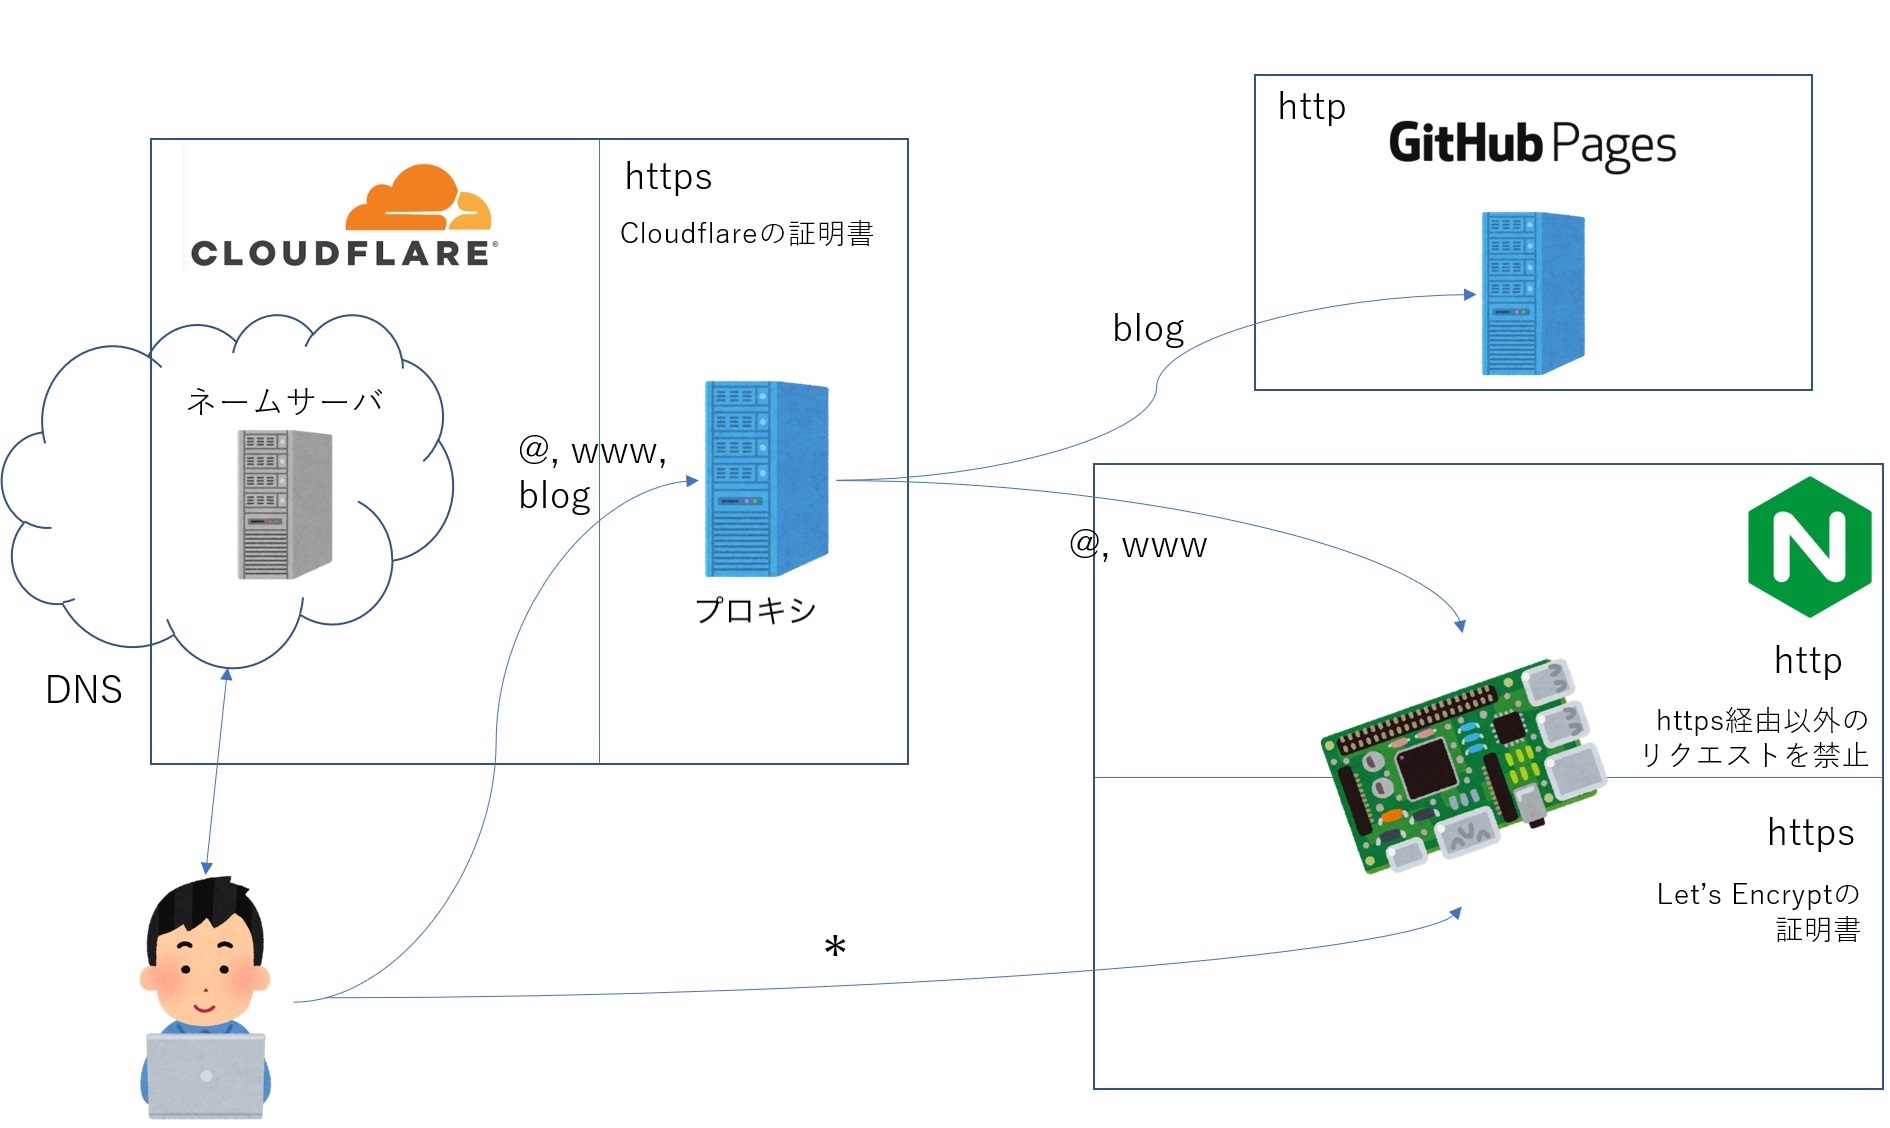 CLOUDFLARE®
https
Cloudflareの証明書
ネームサーバ
DNS
@, www,
blog
プロキシ
http
GitHub Pages
blog
@, www
N
http
https経由以外の
リクエストを禁止
https
Let’s Encryptの
証明書
*